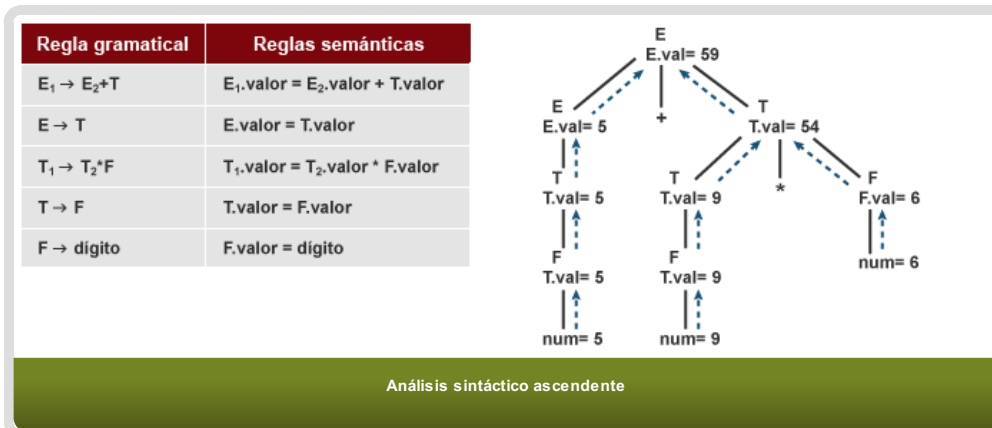 Regla gramatical Reglas semánticas
E₁ → E₂+T E₁.valor = E₂.valor + T.valor
E → T E.valor = T.valor
T₁ → T₂*F T₁.valor = T₂.valor * F.valor
T → F T.valor = F.valor
F → dígito F.valor = dígito
E
E.val= 59
E + T
E.val= 5 T.val= 54
T T * F
T.val= 5 T.val= 9 F.val= 6
F F
T.val= 5 T.val= 9 num= 6
num= 5 num= 9
Análisis sintáctico ascendente